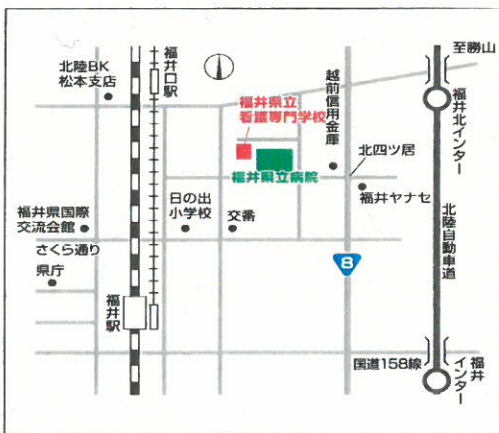 至勝山
北陸BK
松本支店
福井口駅
越前信用金庫
福井北インター
福井県立
看護専門学校
北四ツ居
福井県立病院
福井ヤナセ
日の出
小学校
交番
福井県国際
交流会館
さくら通り
県庁
北陸自動車道
8
福井駅
国道158線
福井
インター